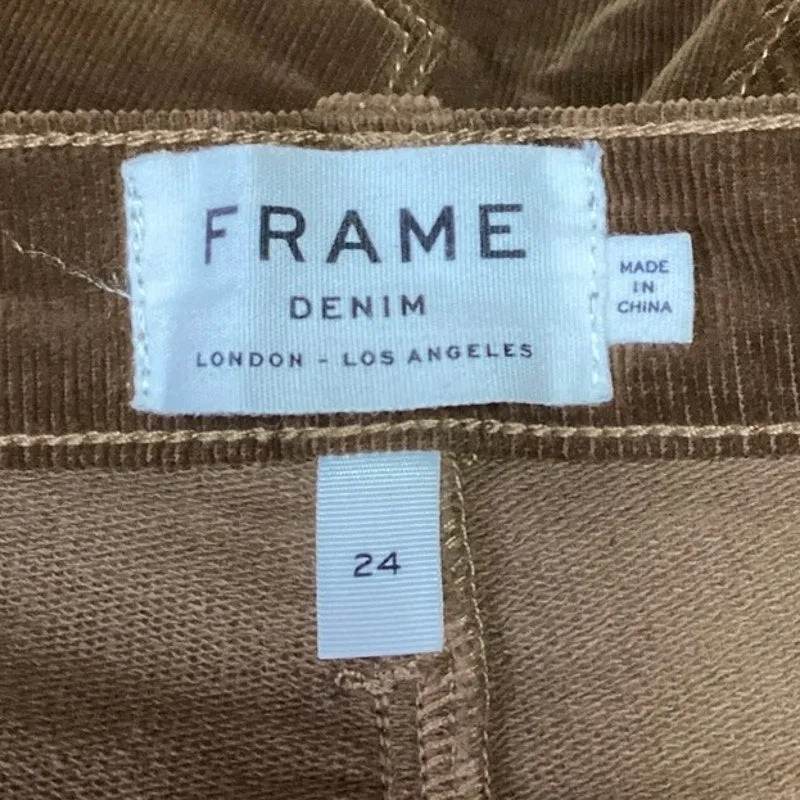 FRAME
DENIM
LONDON - LOS ANGELES
MADE
IN
CHINA
24